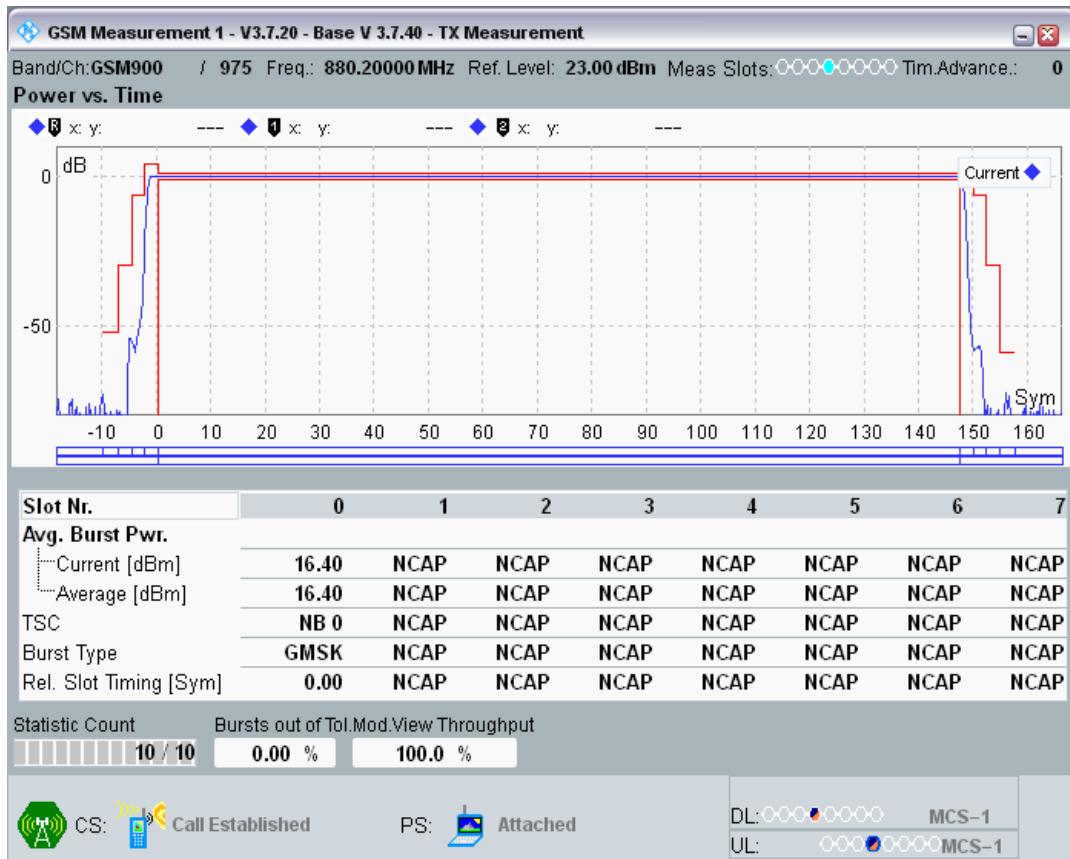 GSM Measurement 1 - V3.7.20 - Base V 3.7.40 - TX Measurement
Band/Ch:GSM900 / 975 Freq.: 880.20000 MHz Ref. Level: 23.00 dBm Meas Slots: Tim.Advance.: 0
Power vs. Time
R x: y: --- 1 x: y: --- 2 x: y: ---
dB
Current
0
-50
Sym
-10 0 10 20 30 40 50 60 70 80 90 100 110 120 130 140 150 160
Slot Nr. 0 1 2 3 4 5 6 7
Avg. Burst Pwr.
Current [dBm] 16.40 NCAP NCAP NCAP NCAP NCAP NCAP NCAP
Average [dBm] 16.40 NCAP NCAP NCAP NCAP NCAP NCAP NCAP
TSC NB 0 NCAP NCAP NCAP NCAP NCAP NCAP NCAP
Burst Type GMSK NCAP NCAP NCAP NCAP NCAP NCAP NCAP
Rel. Slot Timing [Sym] 0.00 NCAP NCAP NCAP NCAP NCAP NCAP NCAP
Statistic Count Bursts out of Tol.Mod.View Throughput
10 / 10 0.00 % 100.0 %
CS: Call Established PS: Attached DL: MCS-1
UL: MCS-1